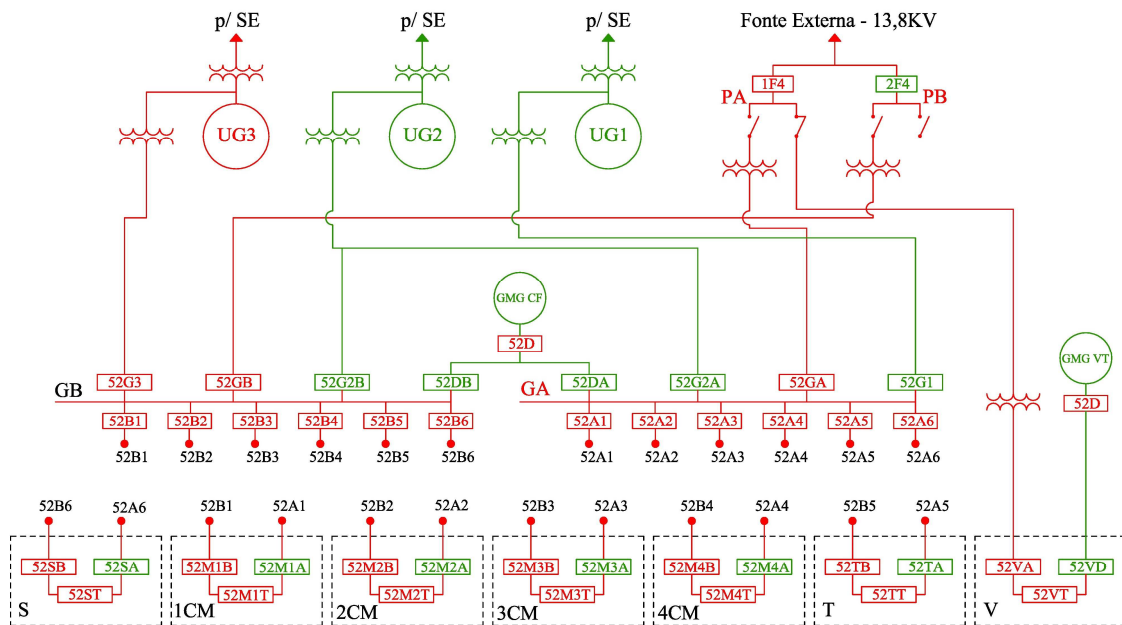 p/ SE p/ SE p/ SE Fonte Externa - 13,8KV
1F4 2F4
PA PB
UG3 UG2 UG1
GMG CF
52D
GMG VT
52G3 52GB 52G2B 52DB 52DA 52G2A 52GA 52G1
GB GA
52D
52B1 52B2 52B3 52B4 52B5 52B6 52A1 52A2 52A3 52A4 52A5 52A6
52B1 52B2 52B3 52B4 52B5 52B6 52A1 52A2 52A3 52A4 52A5 52A6
52B6 52A6 52B1 52A1 52B2 52A2 52B3 52A3 52B4 52A4 52B5 52A5
52SB 52SA 52M1B 52M1A 52M2B 52M2A 52M3B 52M3A 52M4B 52M4A 52TB 52TA 52VA 52VD
52ST 52M1T 52M2T 52M3T 52M4T 52TT 52VT
S 1CM 2CM 3CM 4CM T V